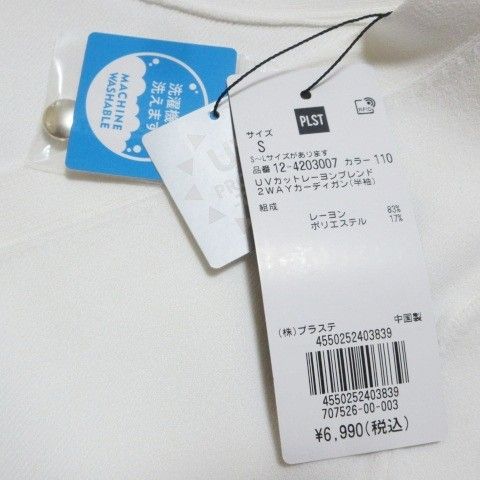 洗濯機で
洗えます
MACHINE
WASHABLE
PLST
サイズ
S
S~Lサイズがあります
品番 12-4203007 カラー 110
UVカットレーヨンブレンド
2WAYカーディガン(半袖)
組成
レーヨン 83%
ポリエステル 17%
(株)プラステ 中国製
4550252403839
4550252403839
707526-00-003
¥6,990(税込)